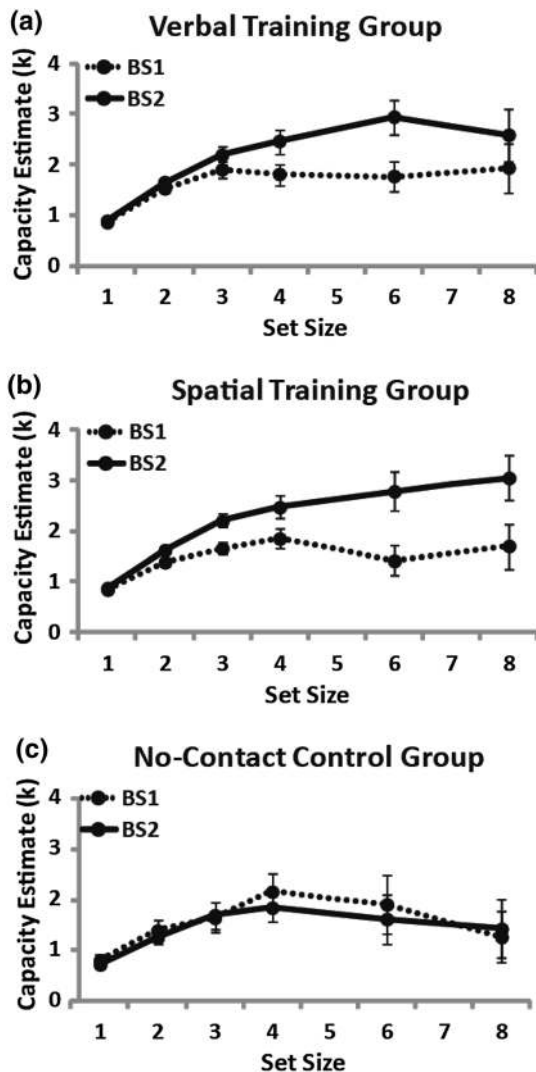 (a)
Verbal Training Group
Capacity Estimate (k)
4
3
2
1
0
BS1
BS2
1 2 3 4 5 6 7 8
Set Size
(b)
Spatial Training Group
Capacity Estimate (k)
4
3
2
1
0
BS1
BS2
1 2 3 4 5 6 7 8
Set Size
(c)
No-Contact Control Group
Capacity Estimate (k)
4
3
2
1
0
BS1
BS2
1 2 3 4 5 6 7 8
Set Size